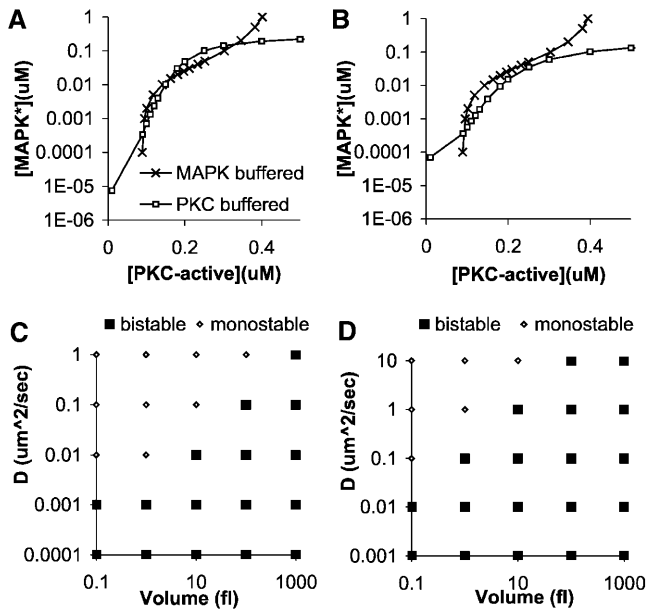 A
[MAPK*](uM)
1
0.1
0.01
0.001
0.0001
1E-05
1E-06
MAPK buffered
PKC buffered
0 0.2 0.4
[PKC-active](uM)
B
[MAPK*](uM)
1
0.1
0.01
0.001
0.0001
1E-05
1E-06
0 0.2 0.4
[PKC-active](uM)
C
bistable monostable
D (um^2/sec)
1
0.1
0.01
0.001
0.0001
0.1 10 1000
Volume (fl)
D
bistable monostable
D (um^2/sec)
10
1
0.1
0.01
0.001
0.1 10 1000
Volume (fl)